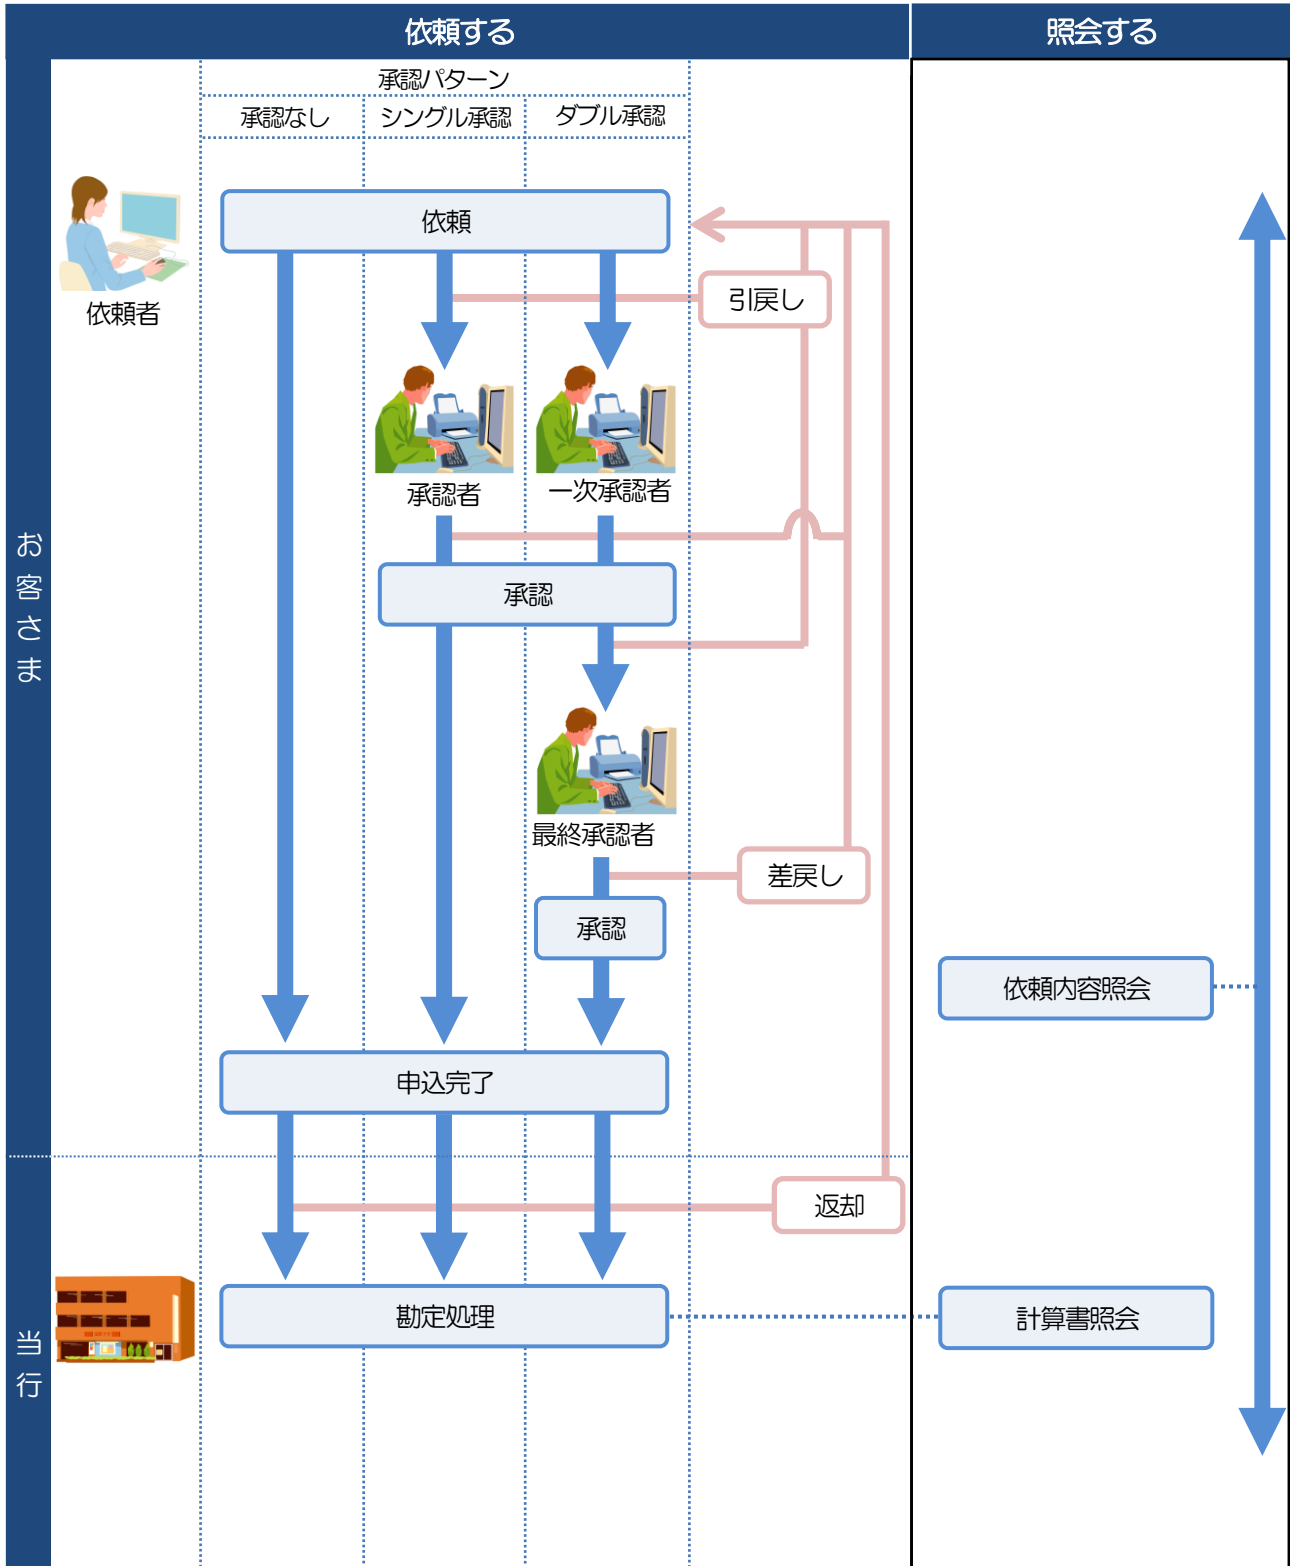 依頼する
照会する
承認パターン
承認なし
シングル承認
ダブル承認
依頼
依頼者
引戻し
承認者
一次承認者
お客さま
承認
最終承認者
差戻し
承認
依頼内容照会
申込完了
返却
当行
勘定処理
計算書照会